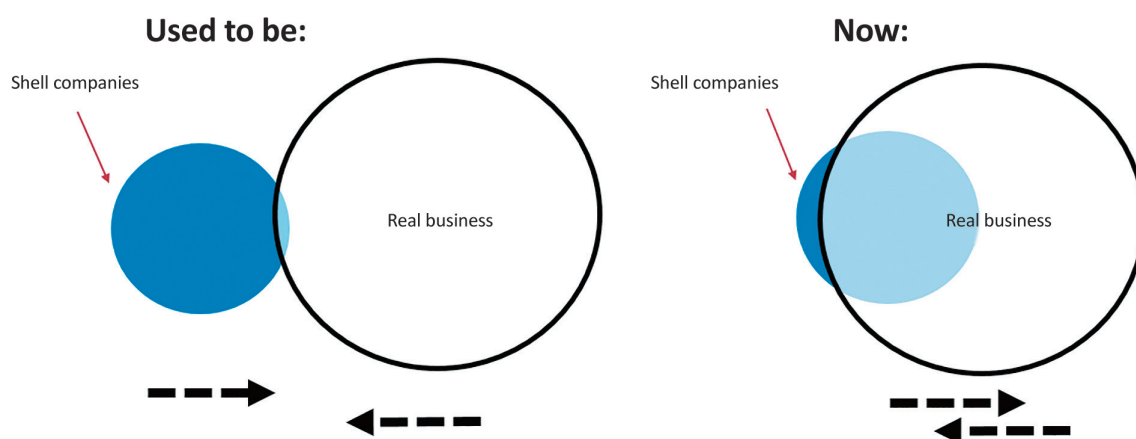 Used to be:
Now:
Shell companies
Shell companies
Real business
Real business